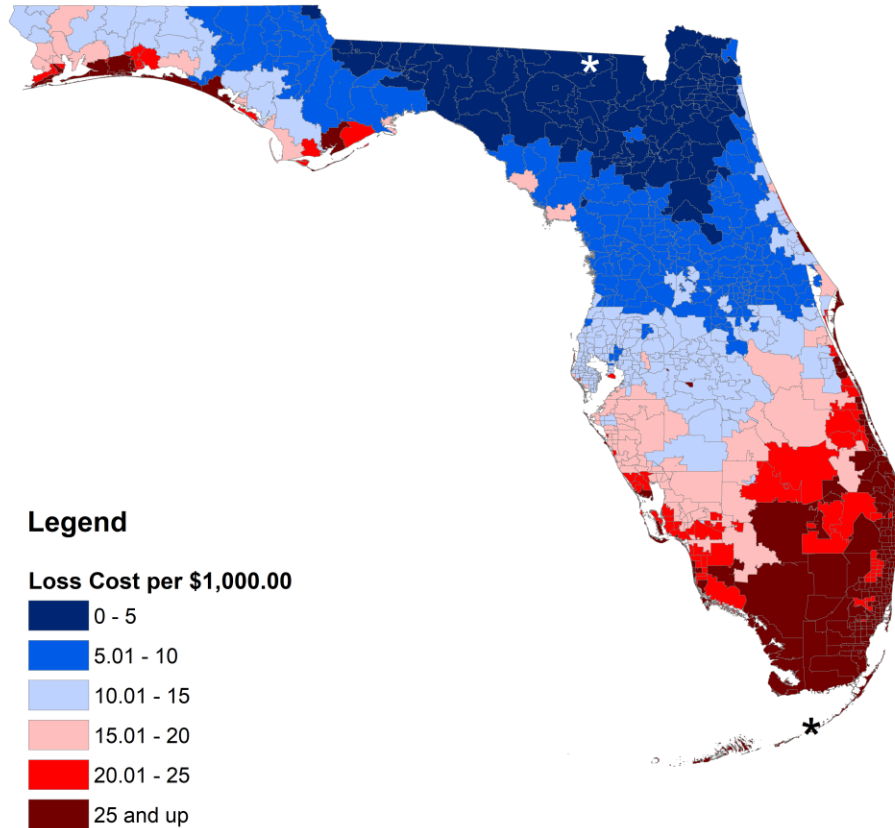 *
Legend
Loss Cost per $1,000.00
0 - 5
5.01 - 10
10.01 - 15
15.01 - 20
20.01 - 25
25 and up
*